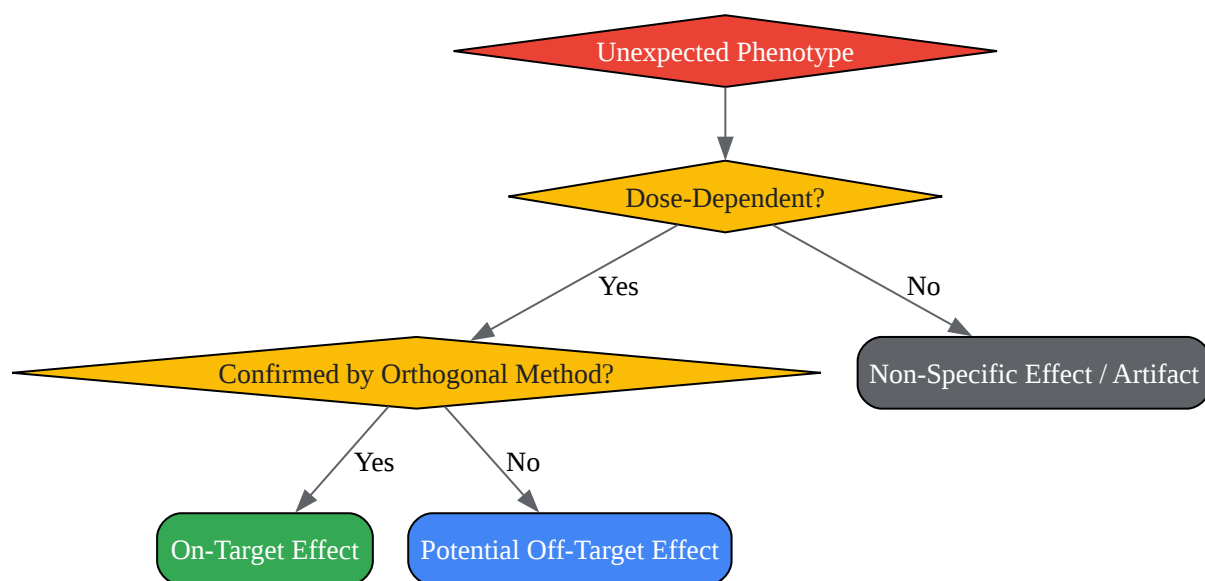 Unexpected Phenotype
Dose-Dependent?
Yes
No
Confirmed by Orthogonal Method?
Non-Specific Effect / Artifact
Yes
No
On-Target Effect
Potential Off-Target Effect